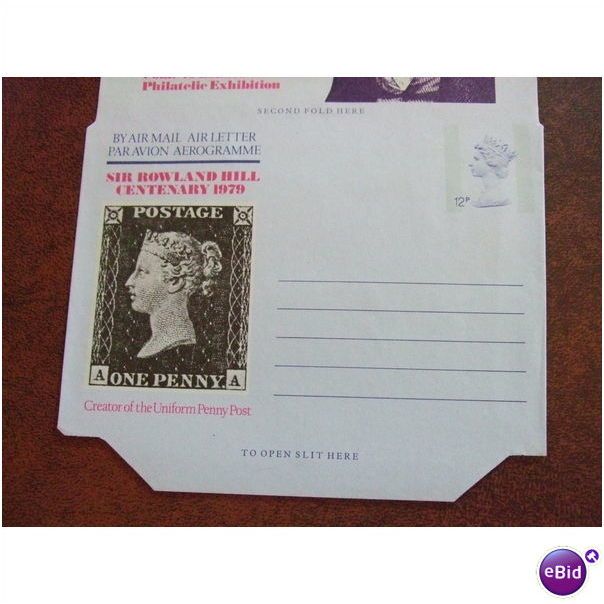 Philatelic Exhibition
SECOND FOLD HERE
BY AIR MAIL AIR LETTER
PAR AVION AEROGRAMME
SIR ROWLAND HILL
CENTENARY 1979
12P
POSTAGE
A ONE PENNY A
Creator of the Uniform Penny Post
TO OPEN SLIT HERE
eBid